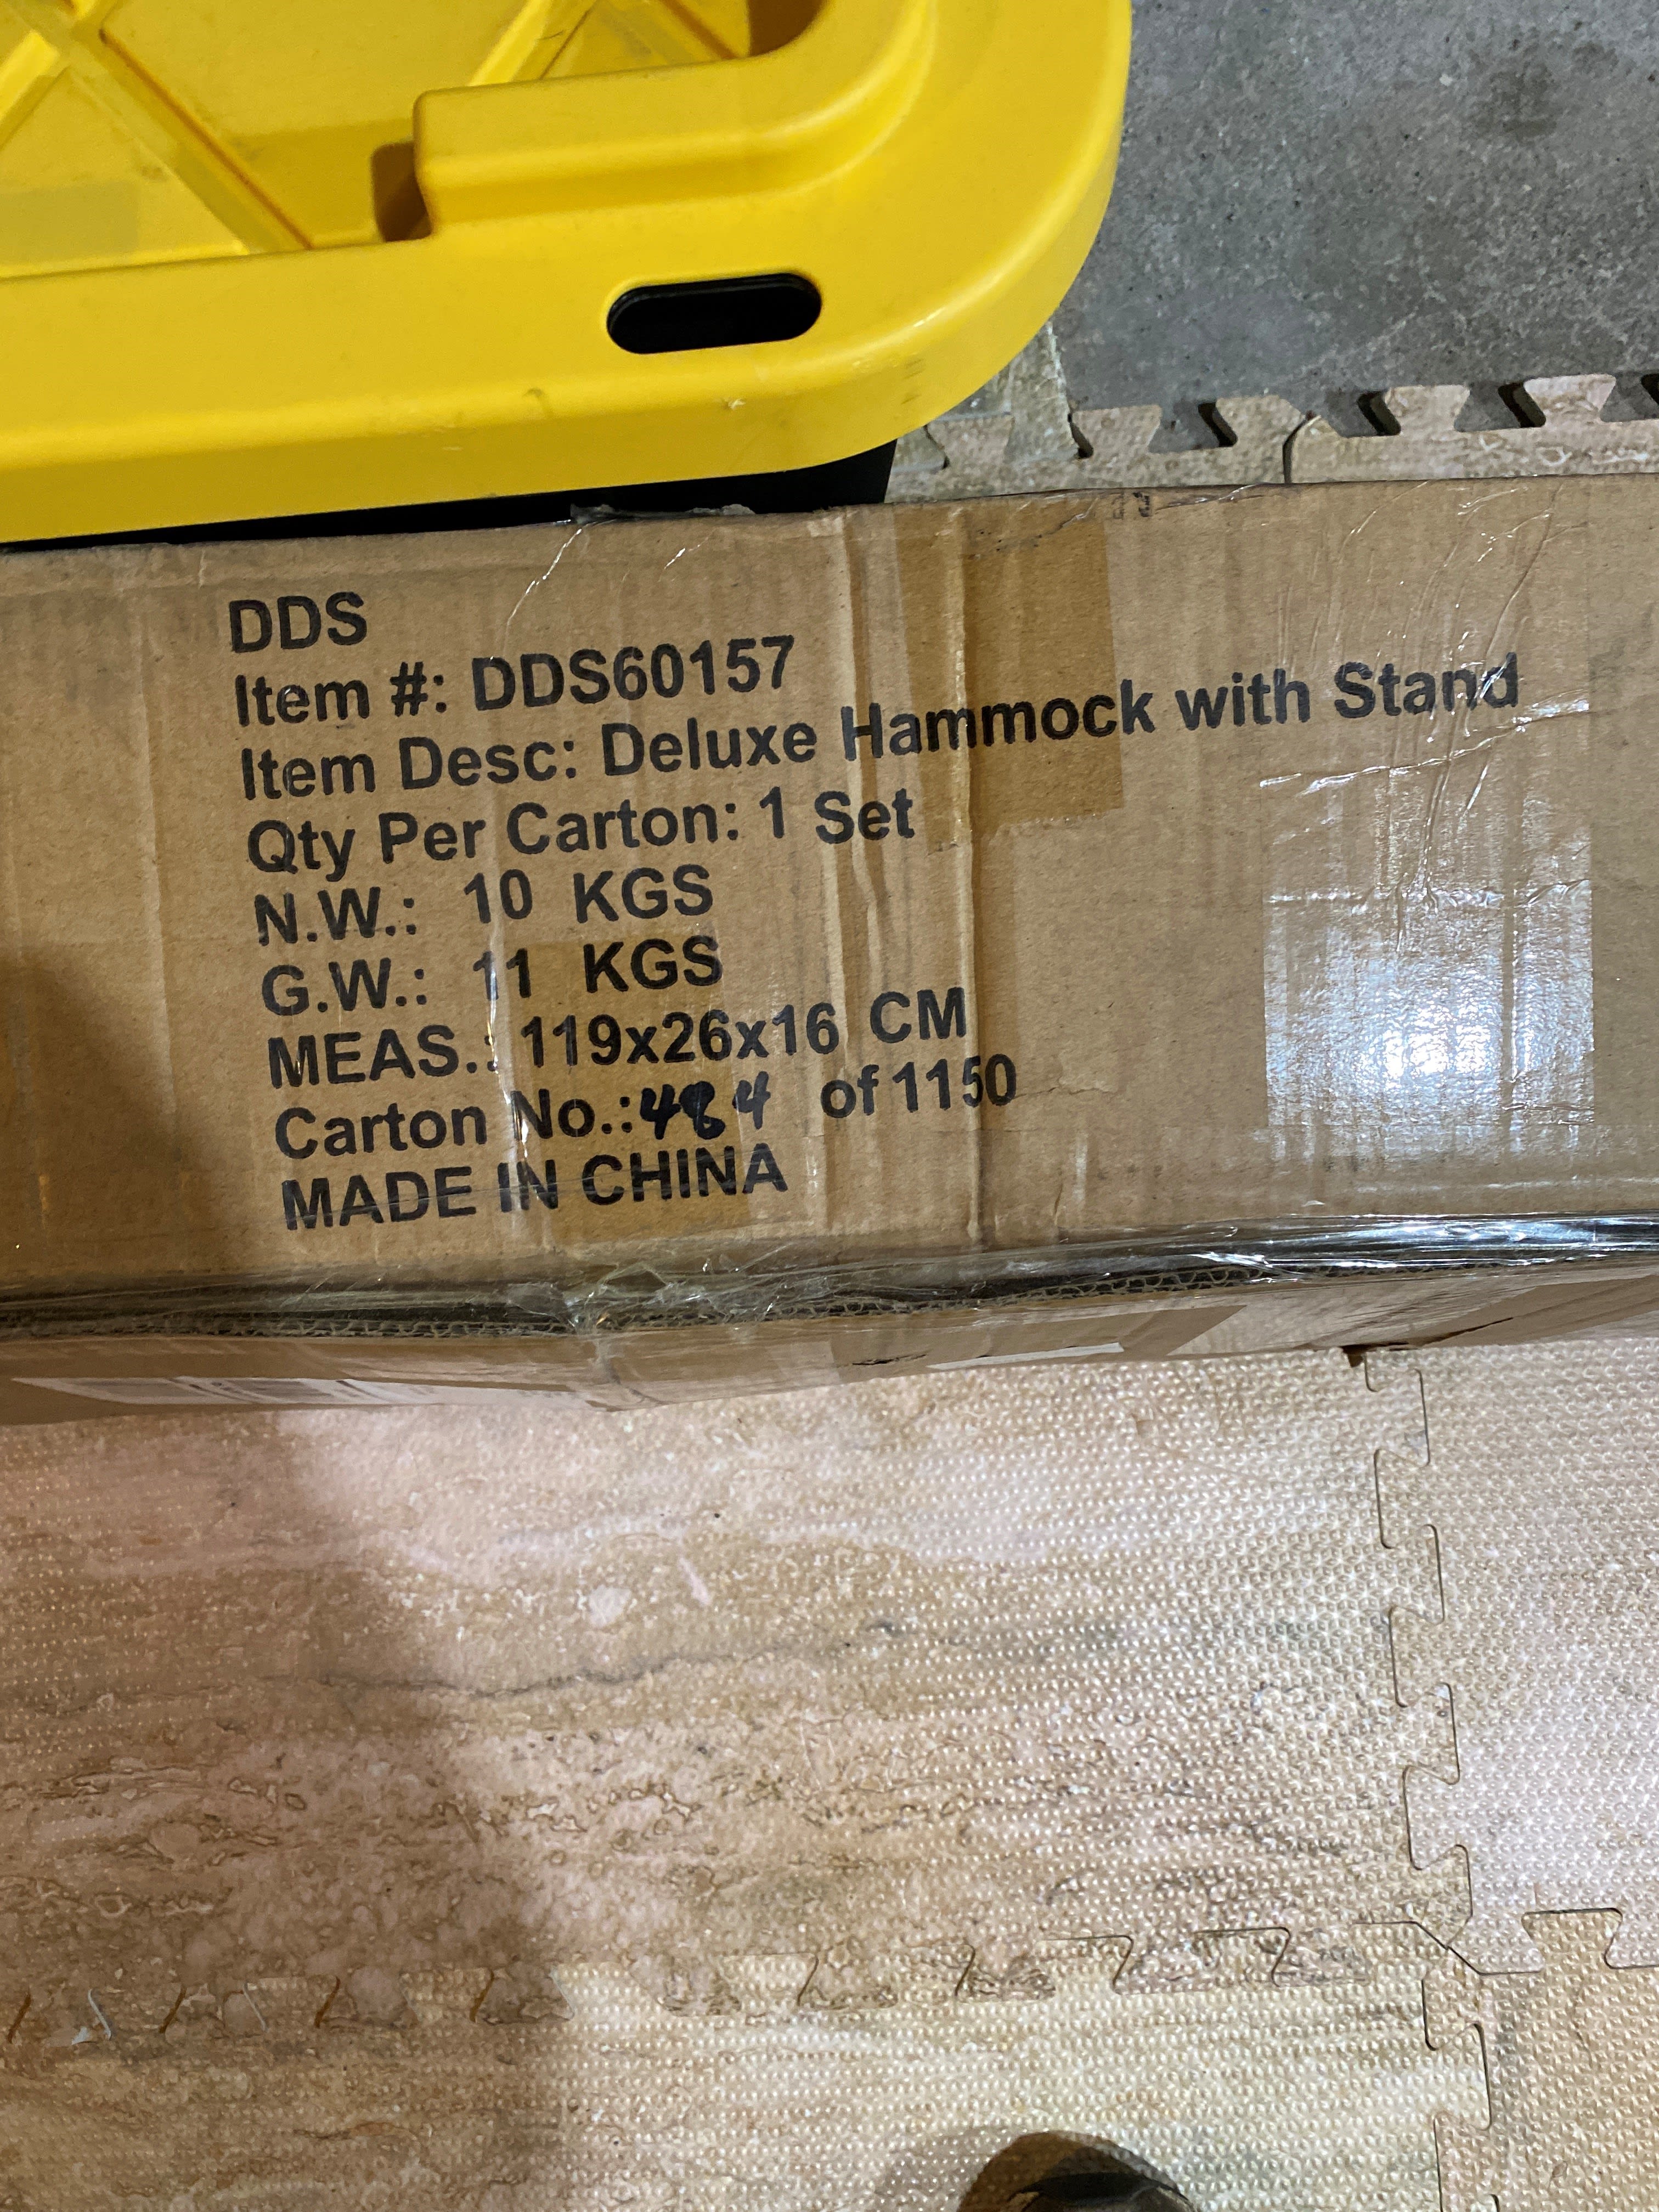 DDS
Item #: DDS60157
Item Desc: Deluxe Hammock with Stand
Qty Per Carton: 1 Set
N.W.: 10 KGS
G.W.: 11 KGS
MEAS.: 119x26x16 CM
Carton No.: 484 of 1150
MADE IN CHINA